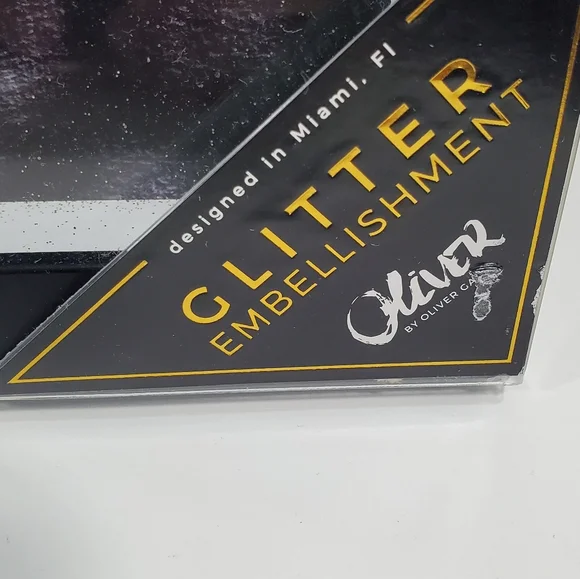 designed in Miami, Fl
GLITTER
EMBELLISHMENT
Oliver
BY OLIVER